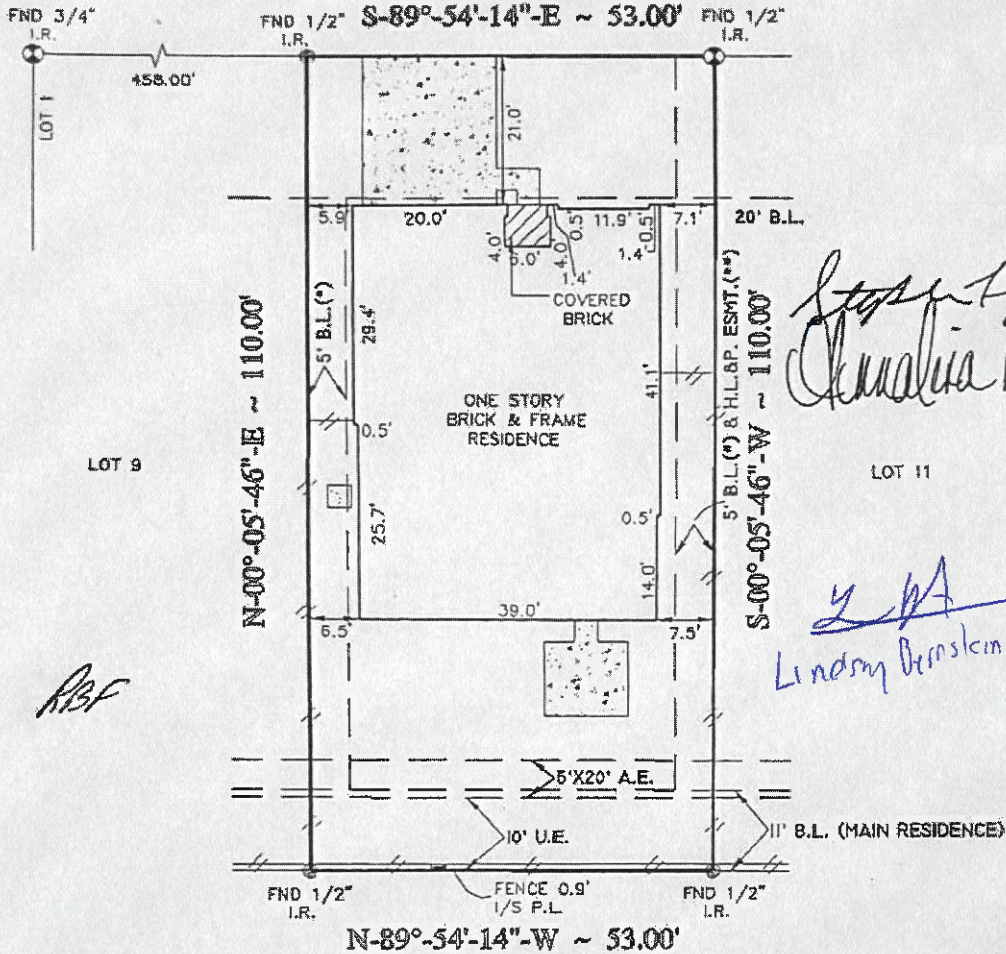 FND 3/4"
I.R.
FND 1/2"
I.R.
S-89°-54'-14"-E ~ 53.00'
FND 1/2"
I.R.
458.00'
LOT 1
21.0'
5.9'
20.0'
4.0'
6.0'
4.0'
0.5'
11.9'
0.5'
7.1'
20' B.L.
1.4'
1.4'
COVERED
BRICK
5' B.L.(*)
29.4'
N-00°-05'-46"-E ~ 110.00'
ONE STORY
BRICK & FRAME
RESIDENCE
41.1'
5' B.L.(*) & H.L.&P. ESMT.(**)
S-00°-05'-46"-W ~ 110.00'
0.5'
LOT 9
LOT 11
25.7'
0.5'
14.0'
39.0'
6.5'
7.5'
Lindsay Bernstein
RBF
5'X20' A.E.
10' U.E.
11' B.L. (MAIN RESIDENCE)
FND 1/2"
I.R.
FENCE 0.9'
I/S P.L.
FND 1/2"
I.R.
N-89°-54'-14"-W ~ 53.00'